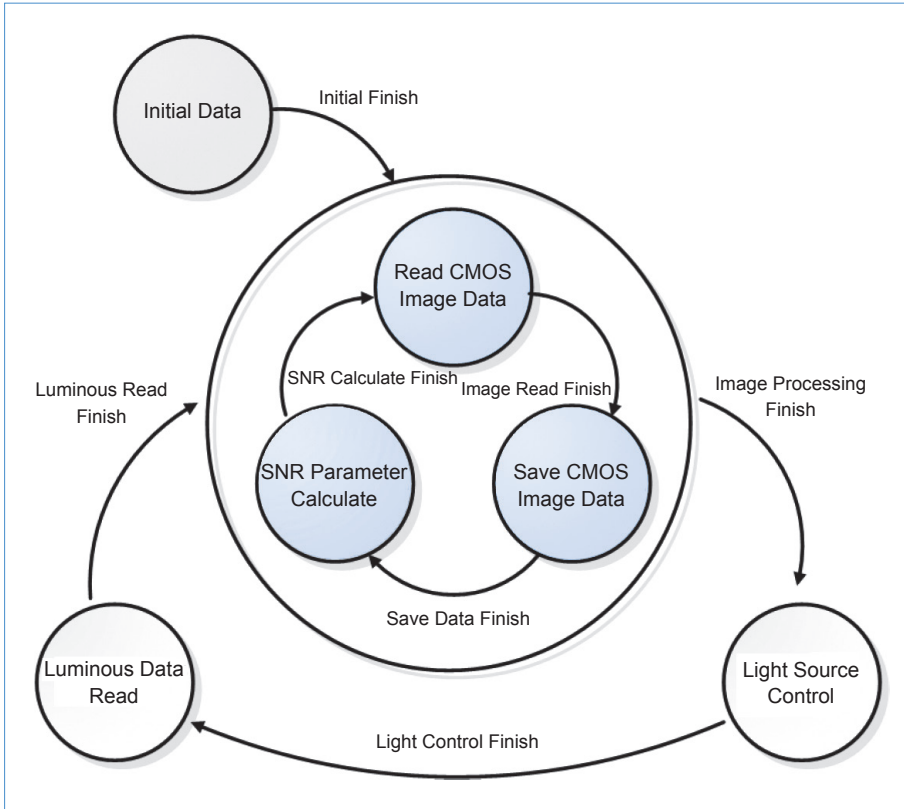 Initial Data
Initial Finish
Read CMOS
Image Data
SNR Calculate Finish
Image Read Finish
Luminous Read
Finish
Image Processing
Finish
SNR Parameter
Calculate
Save CMOS
Image Data
Save Data Finish
Luminous Data
Read
Light Source
Control
Light Control Finish